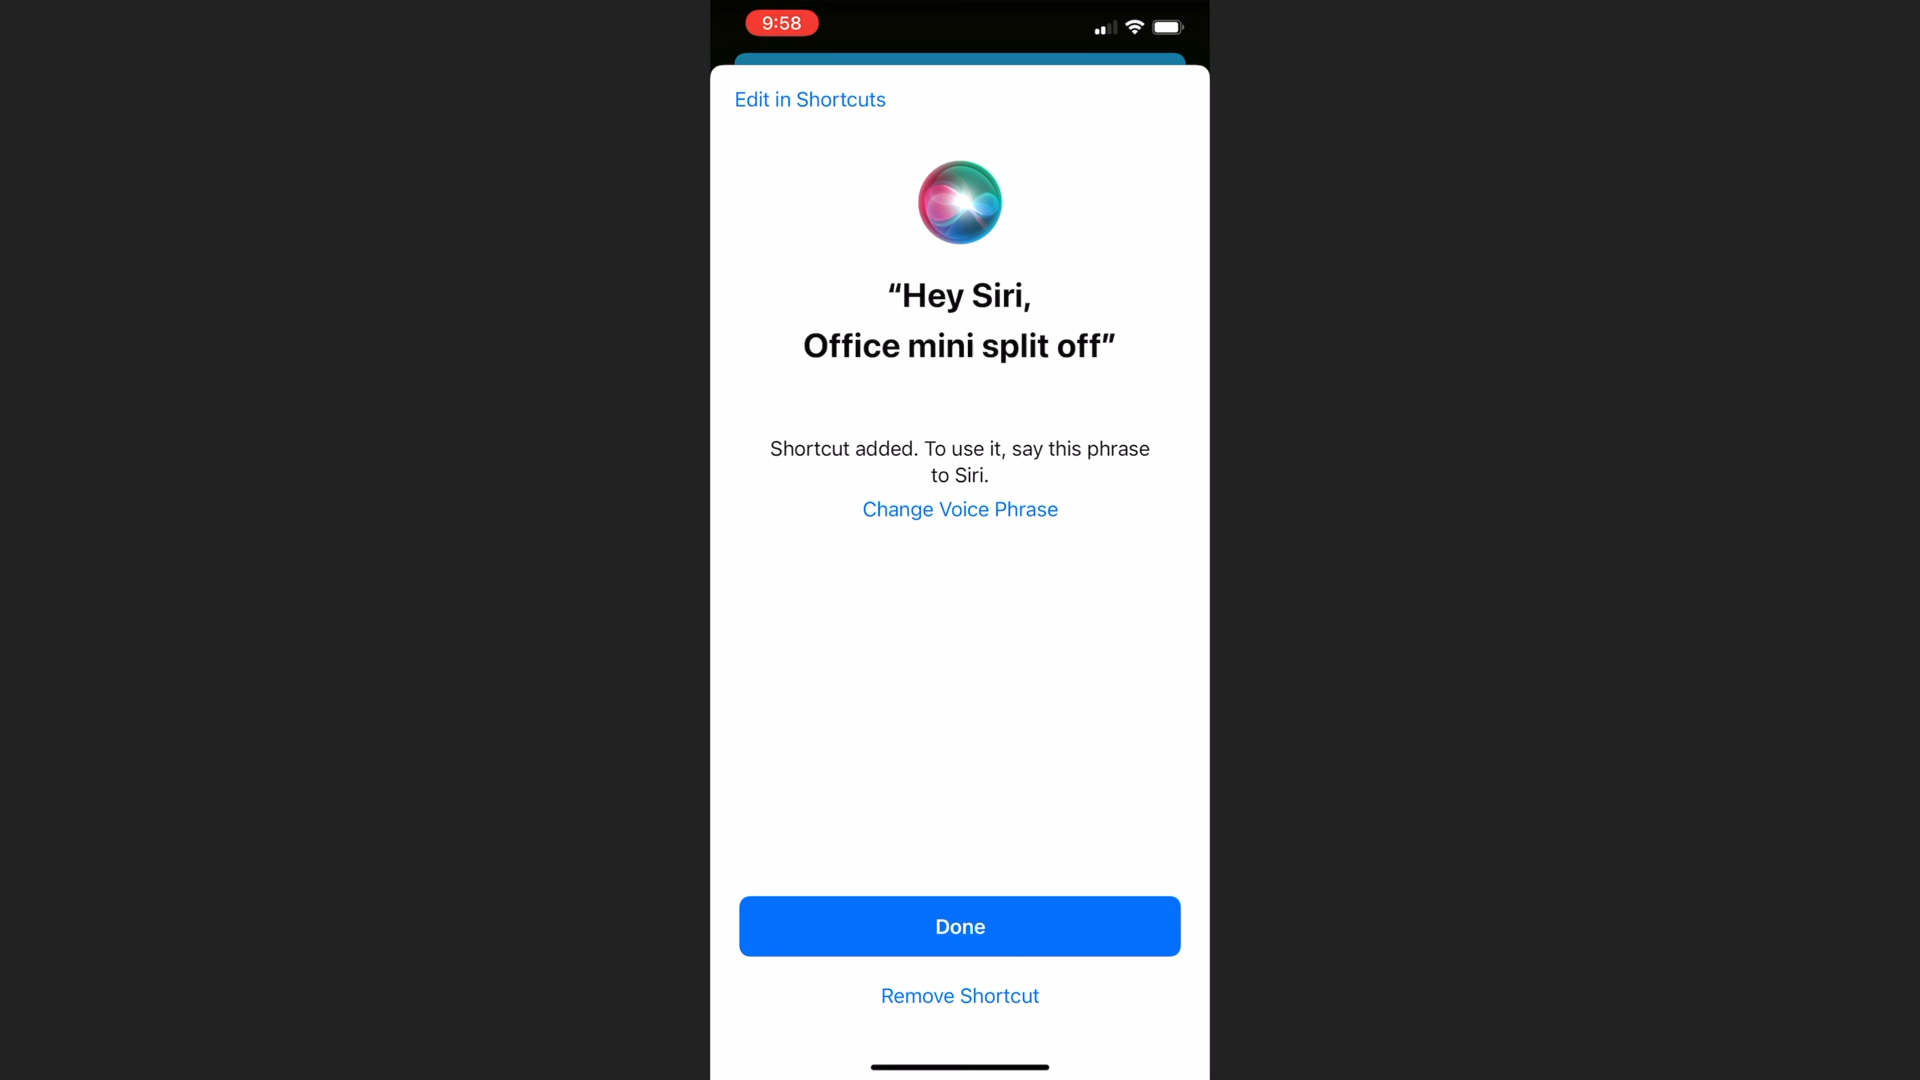 9:58
Edit in Shortcuts
“Hey Siri,
Office mini split off”
Shortcut added. To use it, say this phrase
to Siri.
Change Voice Phrase
Done
Remove Shortcut